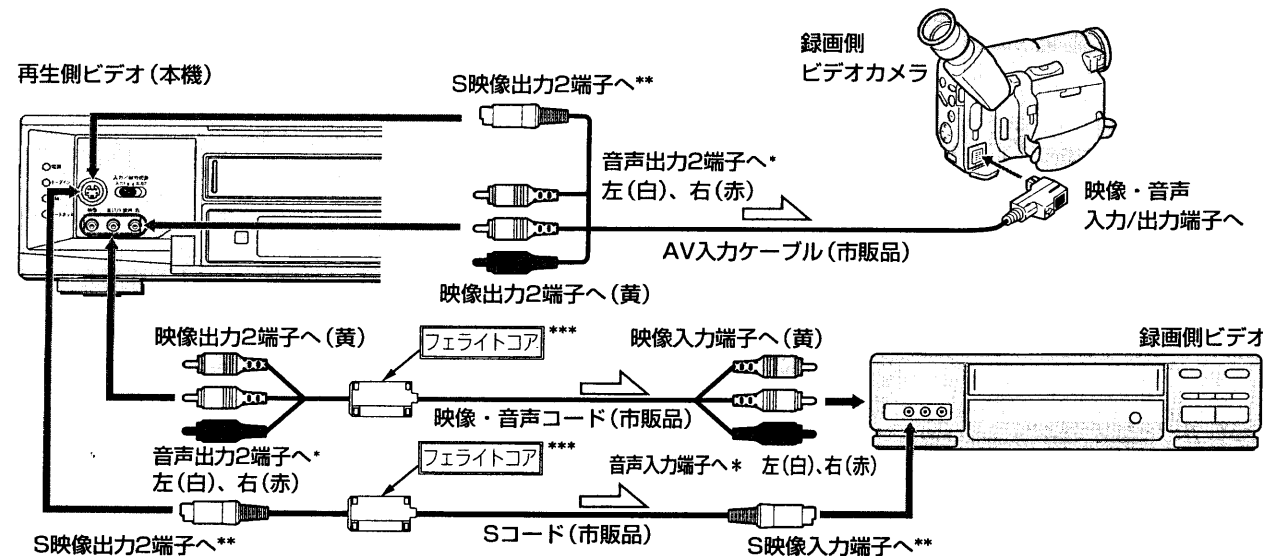 再生側ビデオ(本機)
S映像出力2端子へ**
録画側
ビデオカメラ
音声出力2端子へ*
左(白)、右(赤)
映像・音声
入力/出力端子へ
AV入力ケーブル(市販品)
映像出力2端子へ(黄)
映像出力2端子へ(黄)
フェライトコア ***
映像入力端子へ(黄)
録画側ビデオ
映像・音声コード(市販品)
音声出力2端子へ*
左(白)、右(赤)
フェライトコア ***
音声入力端子へ* 左(白)、右(赤)
Sコード(市販品)
S映像出力2端子へ**
S映像入力端子へ**